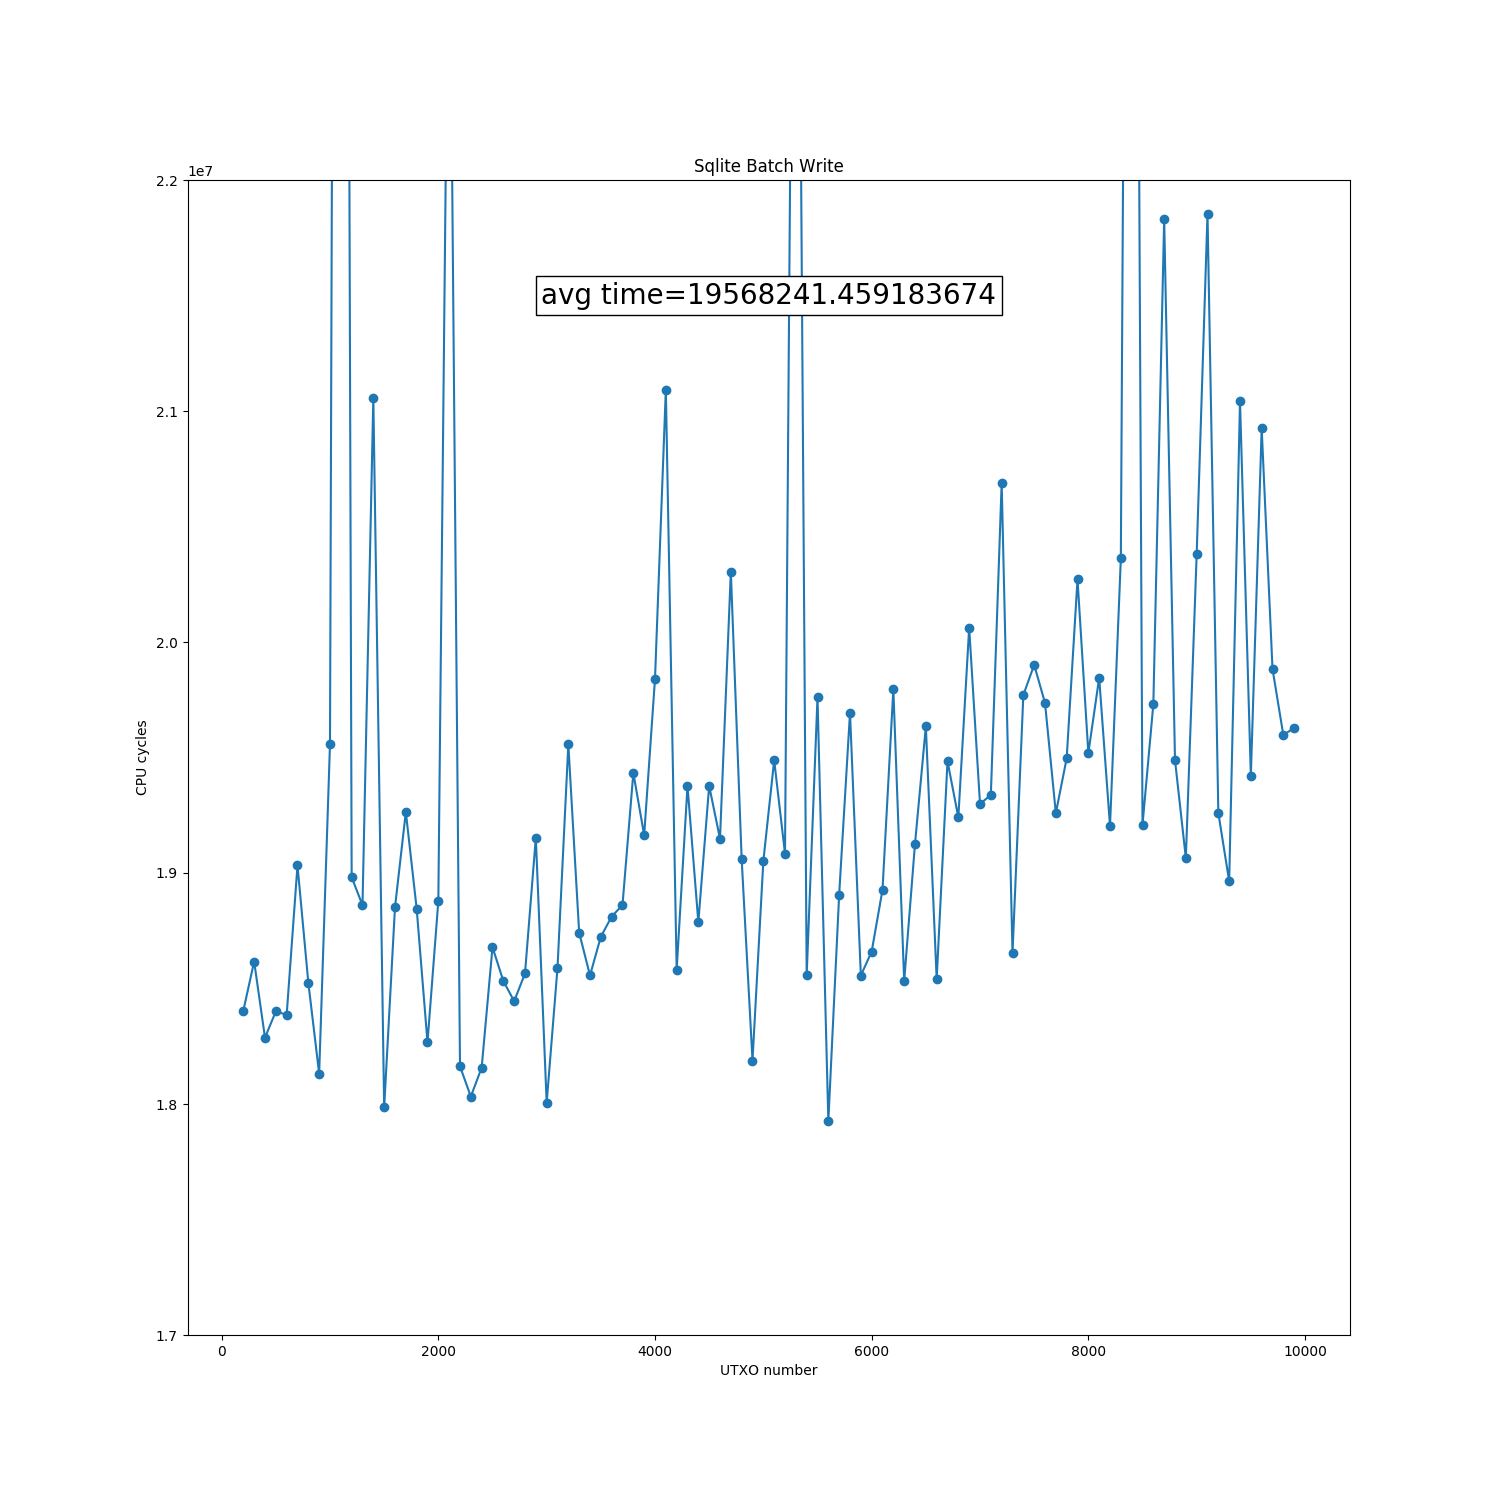 Sqlite Batch Write
1e7
2.2
avg time=19568241.459183674
2.1
2.0
CPU cycles
1.9
1.8
1.7
0 2000 4000 6000 8000 10000
UTXO number